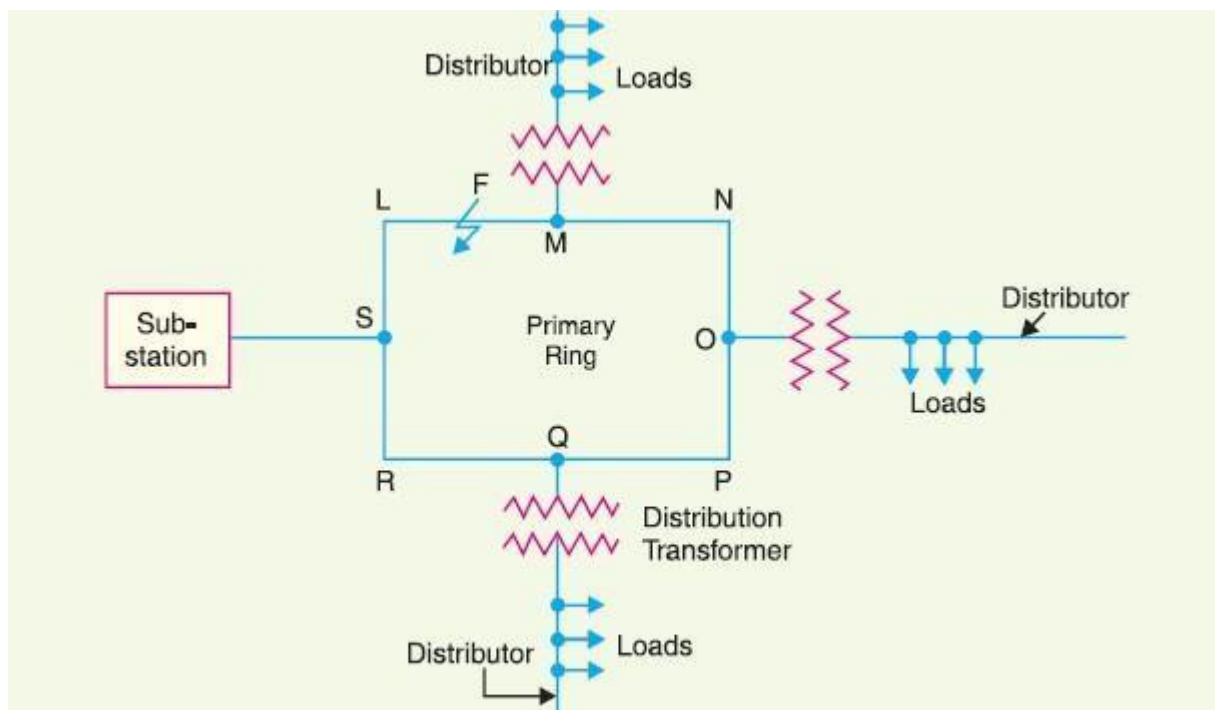 Distributor
Loads
F
L
N
M
Sub-
station
S
Primary
Ring
O
Distributor
Loads
Q
R
P
Distribution
Transformer
Distributor
Loads